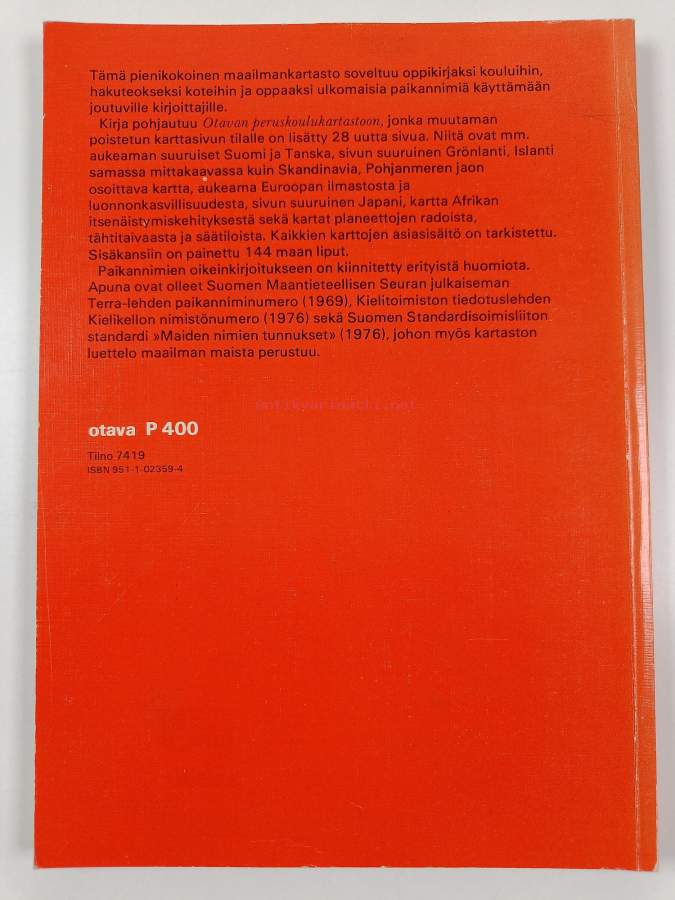 Tämä pienikokoinen maailmankartasto soveltuu oppikirjaksi kouluihin,
hakuteokseksi koteihin ja oppaaksi ulkomaisia paikannimiä käyttämään
joutuville kirjoittajille.
Kirja pohjautuu Otavan peruskoulukartastoon, jonka muutaman
poistetun karttasivun tilalle on lisätty 28 uutta sivua. Niitä ovat mm.
aukeaman suuruiset Suomi ja Tanska, sivun suuruinen Grönlanti, Islanti
samassa mittakaavassa kuin Skandinavia, Pohjanmeren jaon
osoittava kartta, aukeama Euroopan ilmastosta ja
luonnonkasvillisuudesta, sivun suuruinen Japani, kartta Afrikan
itsenäistymiskehityksestä sekä kartat planeettojen radoista,
tähtitaivaasta ja säätiloista. Kaikkien karttojen asiasisältö on tarkistettu.
Sisäkansiin on painettu 144 maan liput.
Paikannimien oikeinkirjoitukseen on kiinnitetty erityistä huomiota.
Apuna ovat olleet Suomen Maantieteellisen Seuran julkaiseman
Terra-lehden paikanniminumero (1969), Kielitoimiston tiedotuslehden
Kielikellon nimistönumero (1976) sekä Suomen Standardisoimisliiton
standardi »Maiden nimien tunnukset» (1976), johon myös kartaston
luettelo maailman maista perustuu.
antikvariaatti.net
otava P 400
Tilno 7419
ISBN 951-1-02359-4